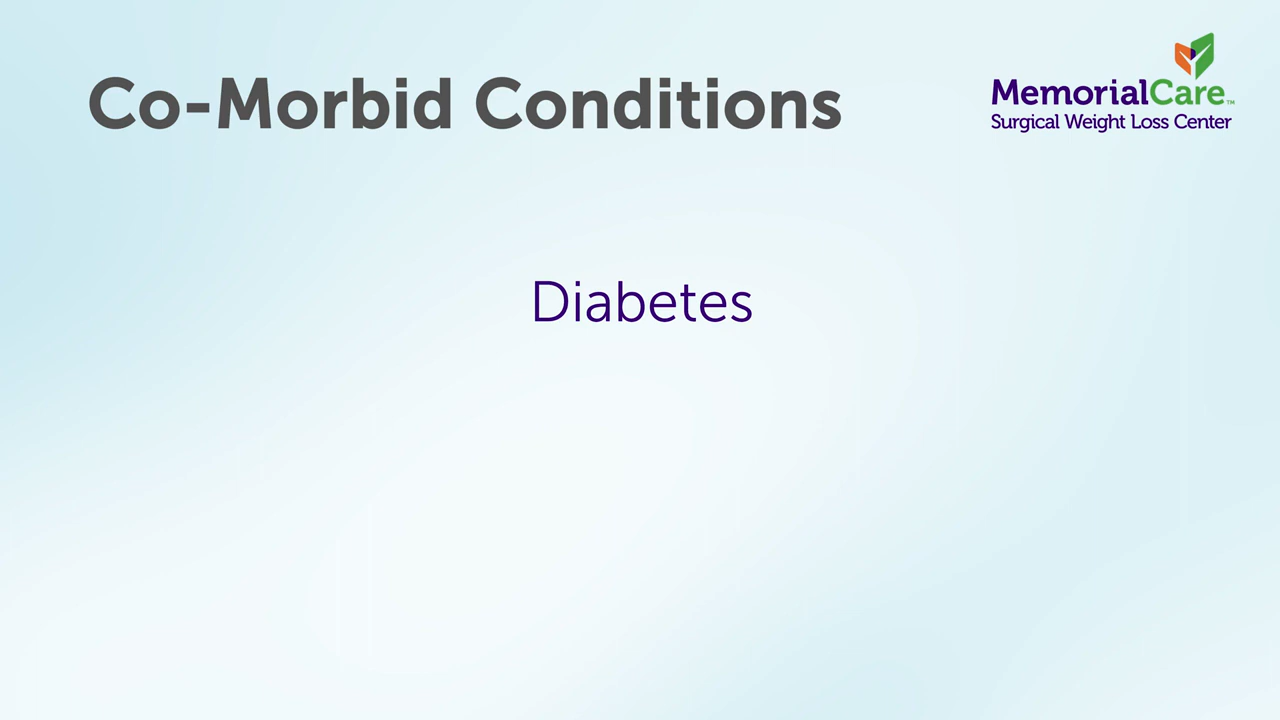 Co-Morbid Conditions
MemorialCare™
Surgical Weight Loss Center
Diabetes